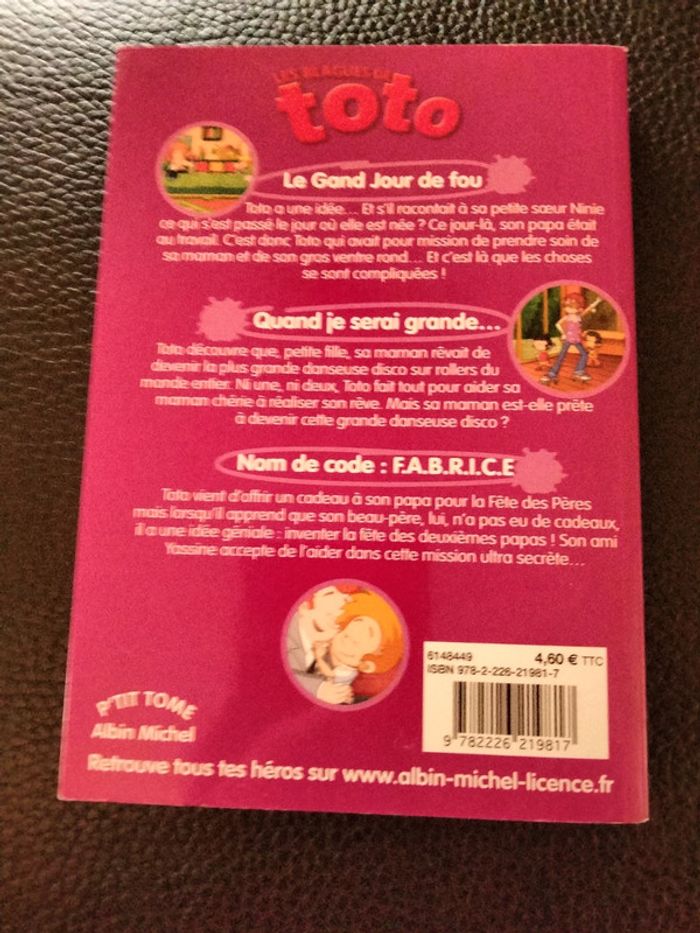 LES BLAGUES DE
toto
Le Gand Jour de fou
Toto a une idée... Et s'il racontait à sa petite sœur Ninie
ce qui s'est passé le jour où elle est née ? Ce jour-là, son papa était
au travail. C'est donc Toto qui avait pour mission de prendre soin de
sa maman et de son gros ventre rond... Et c'est là que les choses
se sont compliquées !
Quand je serai grande...
Toto découvre que, petite fille, sa maman rêvait de
devenir la plus grande danseuse disco sur rollers du
monde entier. Ni une, ni deux, Toto fait tout pour aider sa
maman chérie à réaliser son rêve. Mais sa maman est-elle prête
à devenir cette grande danseuse disco ?
Nom de code : F.A.B.R.I.C.E
Toto vient d'offrir un cadeau à son papa pour la Fête des Pères
mais lorsqu'il apprend que son beau-père, lui, n'a pas eu de cadeaux,
il a une idée géniale : inventer la fête des deuxièmes papas ! Son ami
Yassine accepte de l'aider dans cette mission ultra secrète...
6148449 4,60 € TTC
ISBN 978-2-226-21981-7
9 782226 219817
P'TIT TOME
Albin Michel
Retrouve tous tes héros sur www.albin-michel-licence.fr